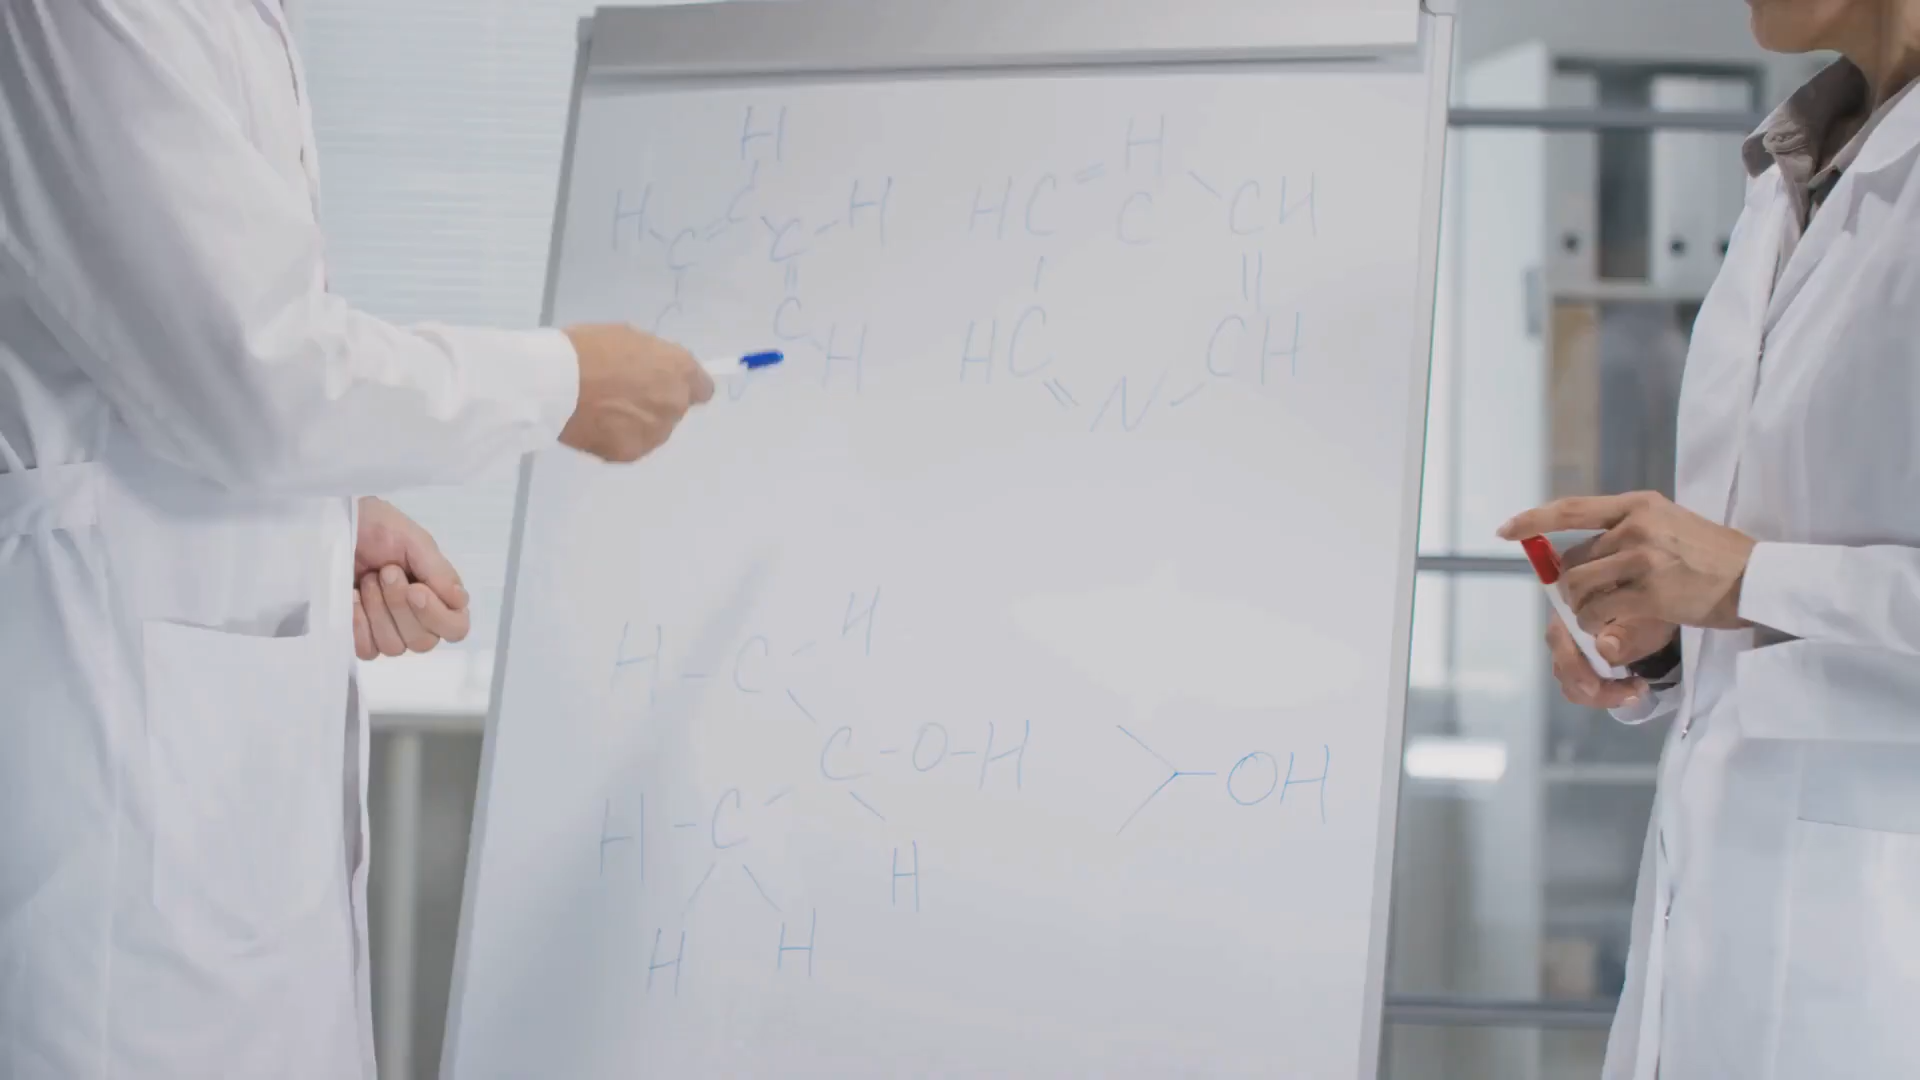 H H
H C C H HC C CH
C C H HC CH
N
H C H
C-O-H OH
H-C
H
H H